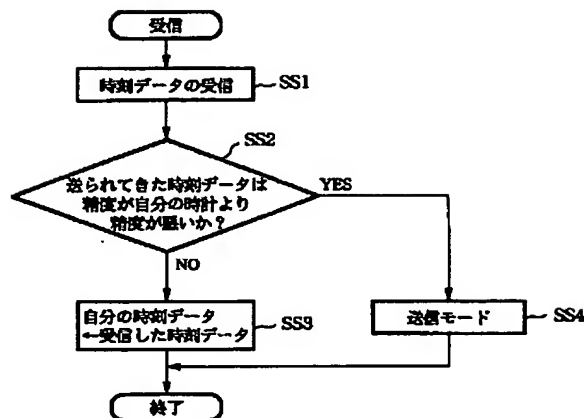 受信
時刻データの受信
SS1
SS2
送られてきた時刻データは
精度が自分の時計より
精度が悪いか?
YES
NO
自分の時刻データ
←受信した時刻データ
SS3
送信モード
SS4
終了